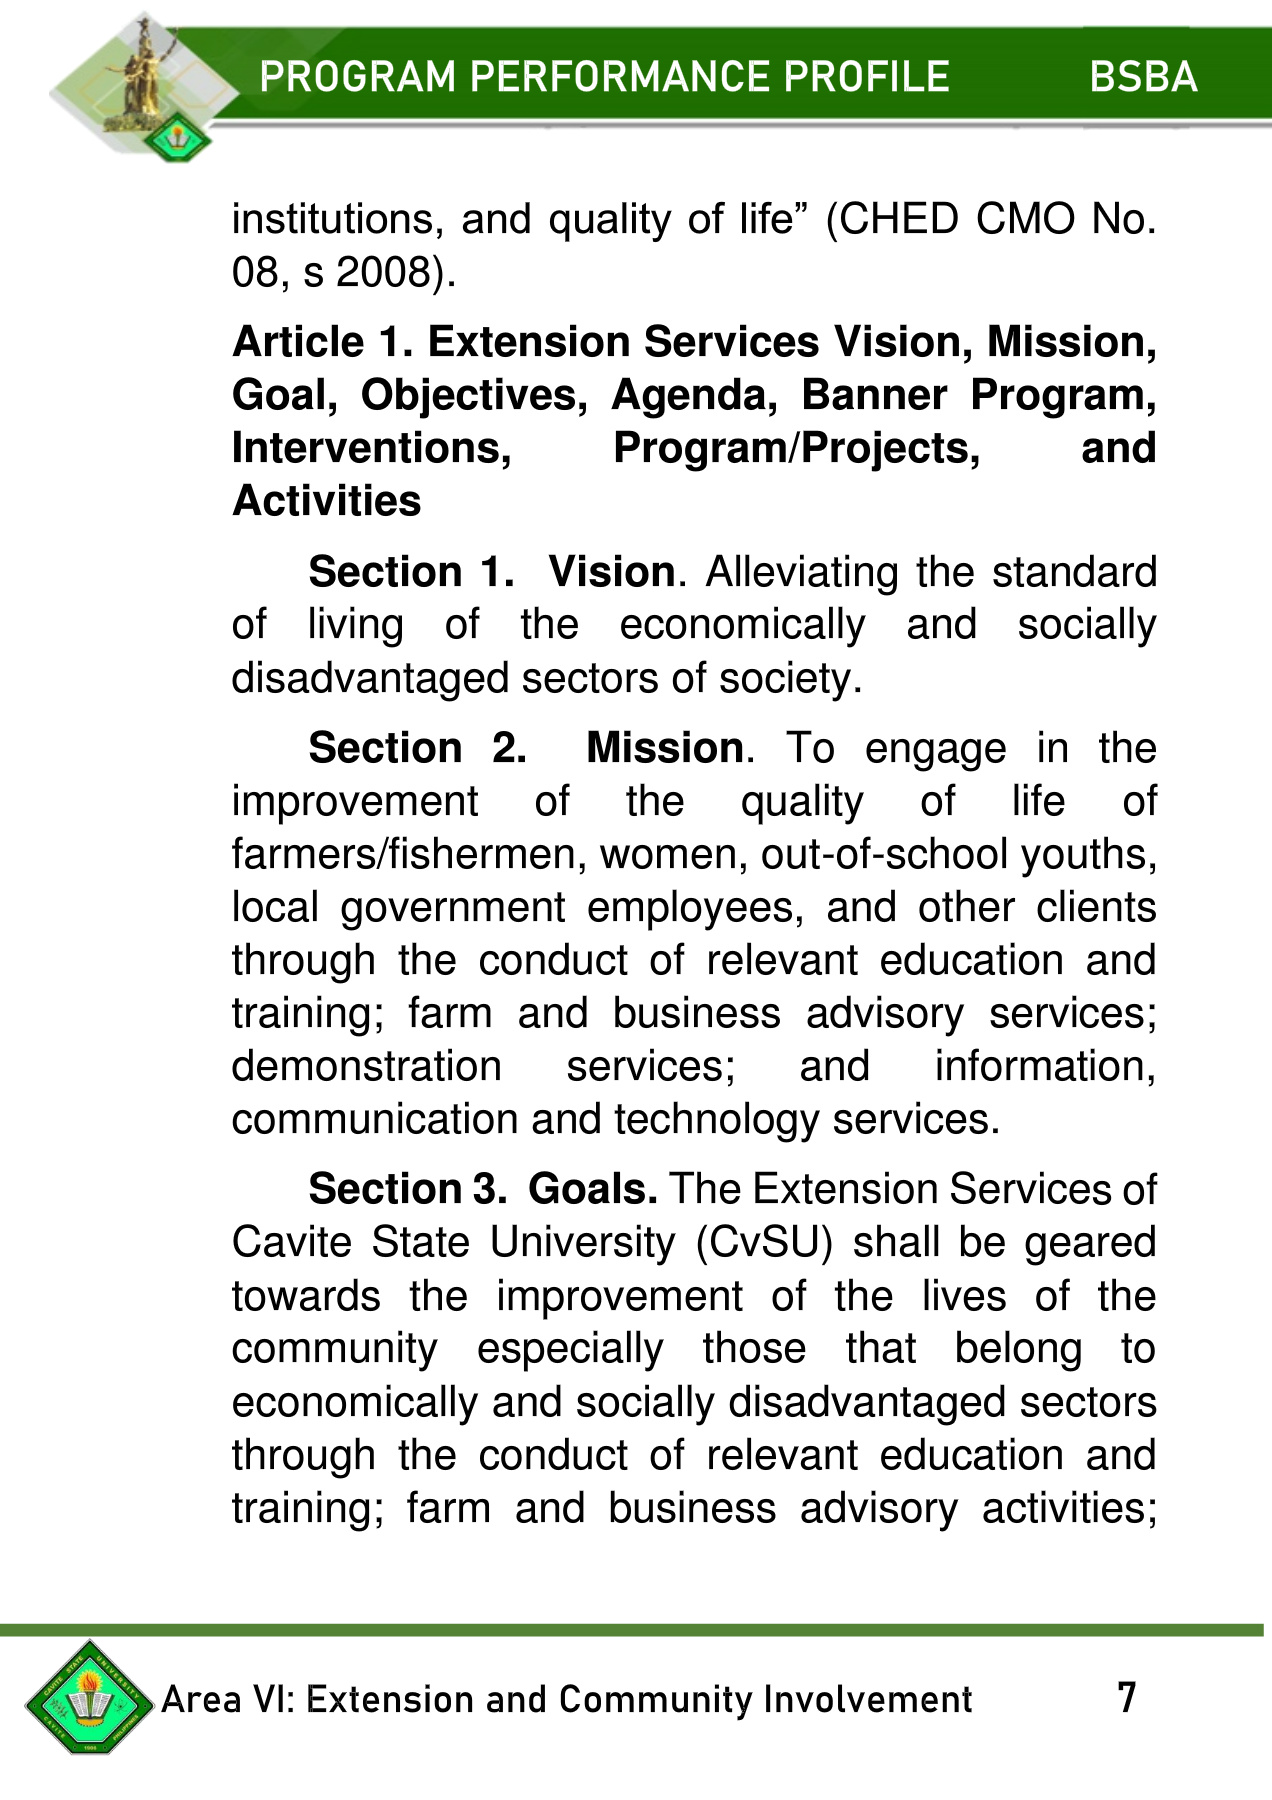 PROGRAM PERFORMANCE PROFILE BSBA
institutions, and quality of life” (CHED CMO No.
08, s 2008).
Article 1. Extension Services Vision, Mission,
Goal, Objectives, Agenda, Banner Program,
Interventions, Program/Projects, and
Activities
Section 1. Vision. Alleviating the standard
of living of the economically and socially
disadvantaged sectors of society.
Section 2. Mission. To engage in the
improvement of the quality of life of
farmers/fishermen, women, out-of-school youths,
local government employees, and other clients
through the conduct of relevant education and
training; farm and business advisory services;
demonstration services; and information,
communication and technology services.
Section 3. Goals. The Extension Services of
Cavite State University (CvSU) shall be geared
towards the improvement of the lives of the
community especially those that belong to
economically and socially disadvantaged sectors
through the conduct of relevant education and
training; farm and business advisory activities;
CAVITE STATE UNIVERSITY
CAVITE PHILIPPINES
1906
Area VI: Extension and Community Involvement 7